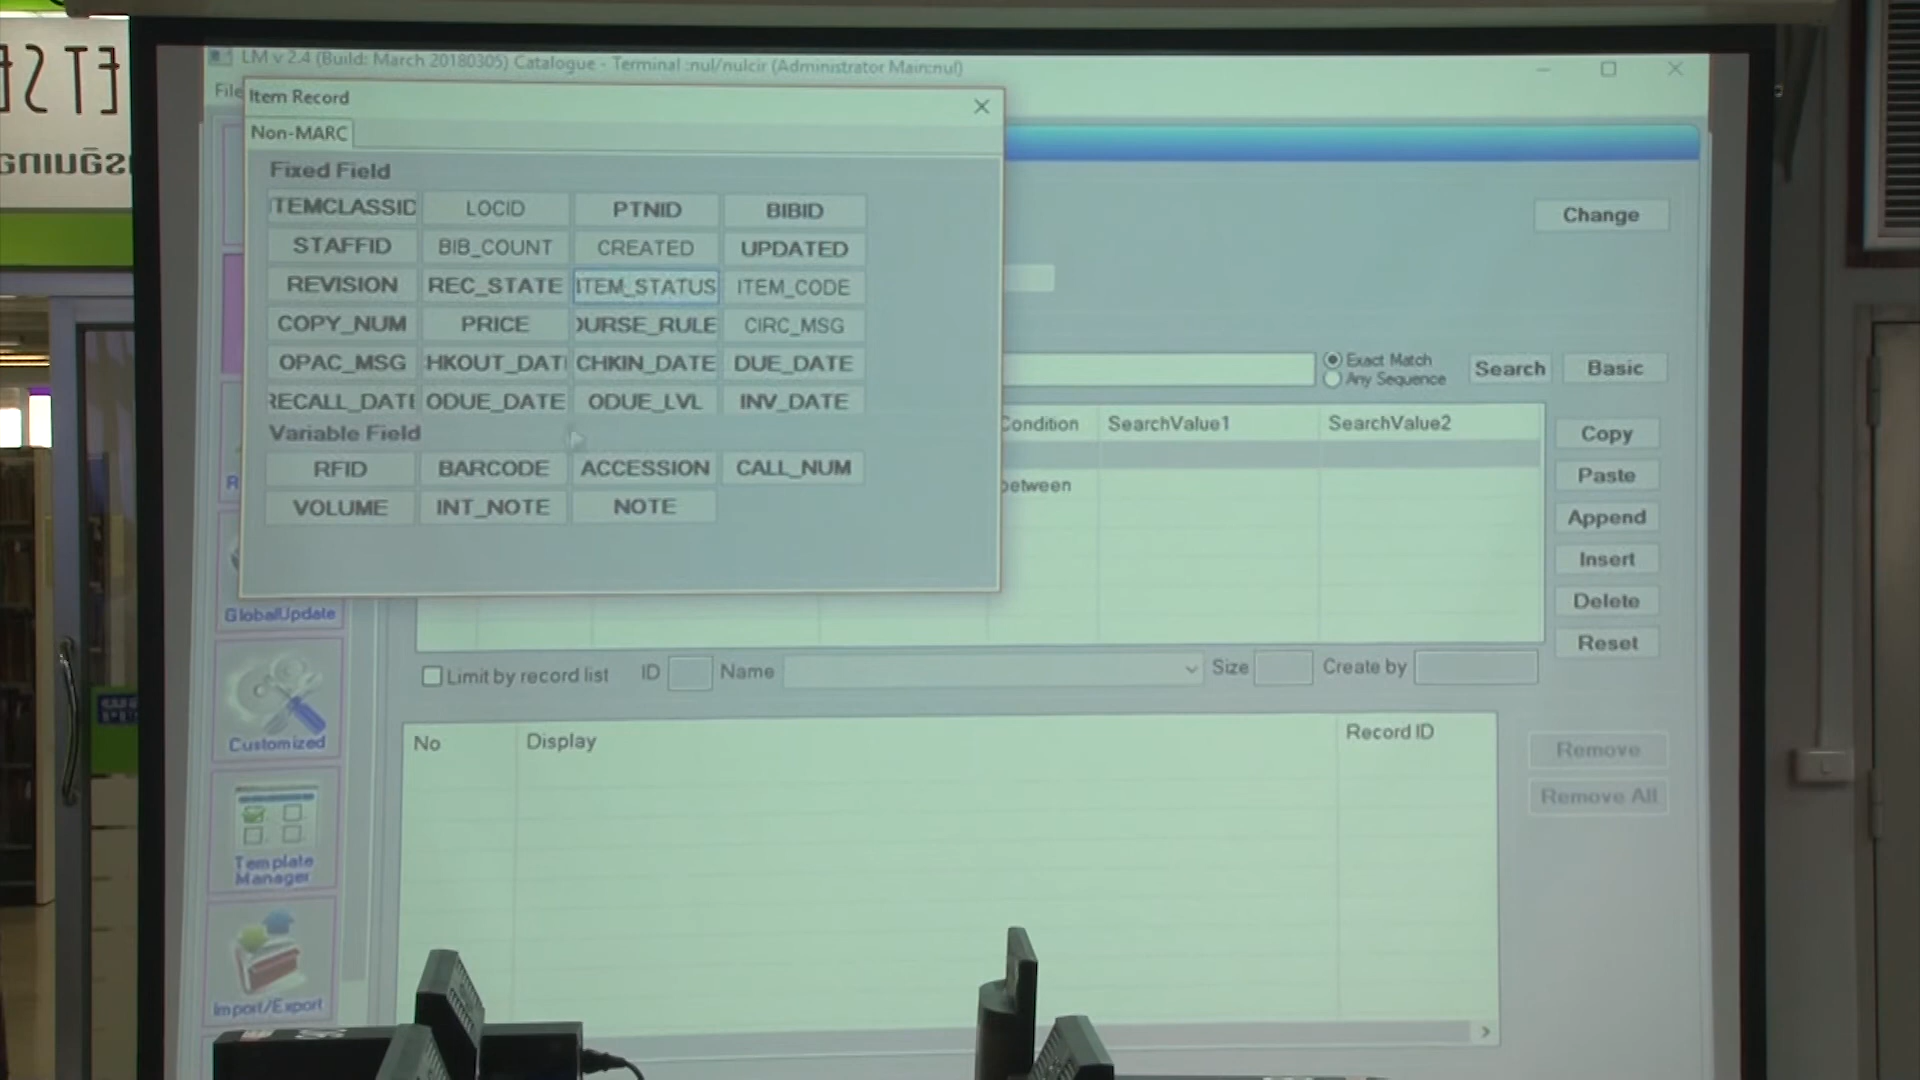 LM v 2.4 (Build: March 20180305) Catalogue - Terminal :nul/nulcir (Administrator Main:nul)
File
Item Record
Non-MARC
Fixed Field
TEMCLASSID LOCID PTNID BIBID
STAFFID BIB_COUNT CREATED UPDATED
REVISION REC_STATE ITEM_STATUS ITEM_CODE
COPY_NUM PRICE OURSE_RULE CIRC_MSG
OPAC_MSG HKOUT_DATE CHKIN_DATE DUE_DATE
RECALL_DATE ODUE_DATE ODUE_LVL INV_DATE
Variable Field
RFID BARCODE ACCESSION CALL_NUM
VOLUME INT_NOTE NOTE
Change
Exact Match
Any Sequence
Search Basic
Condition SearchValue1 SearchValue2
between
Copy
Paste
Append
Insert
Delete
Reset
GlobalUpdate
Customized
Template
Manager
Import/Export
Limit by record list ID Name Size Create by
No Display Record ID
Remove
Remove All